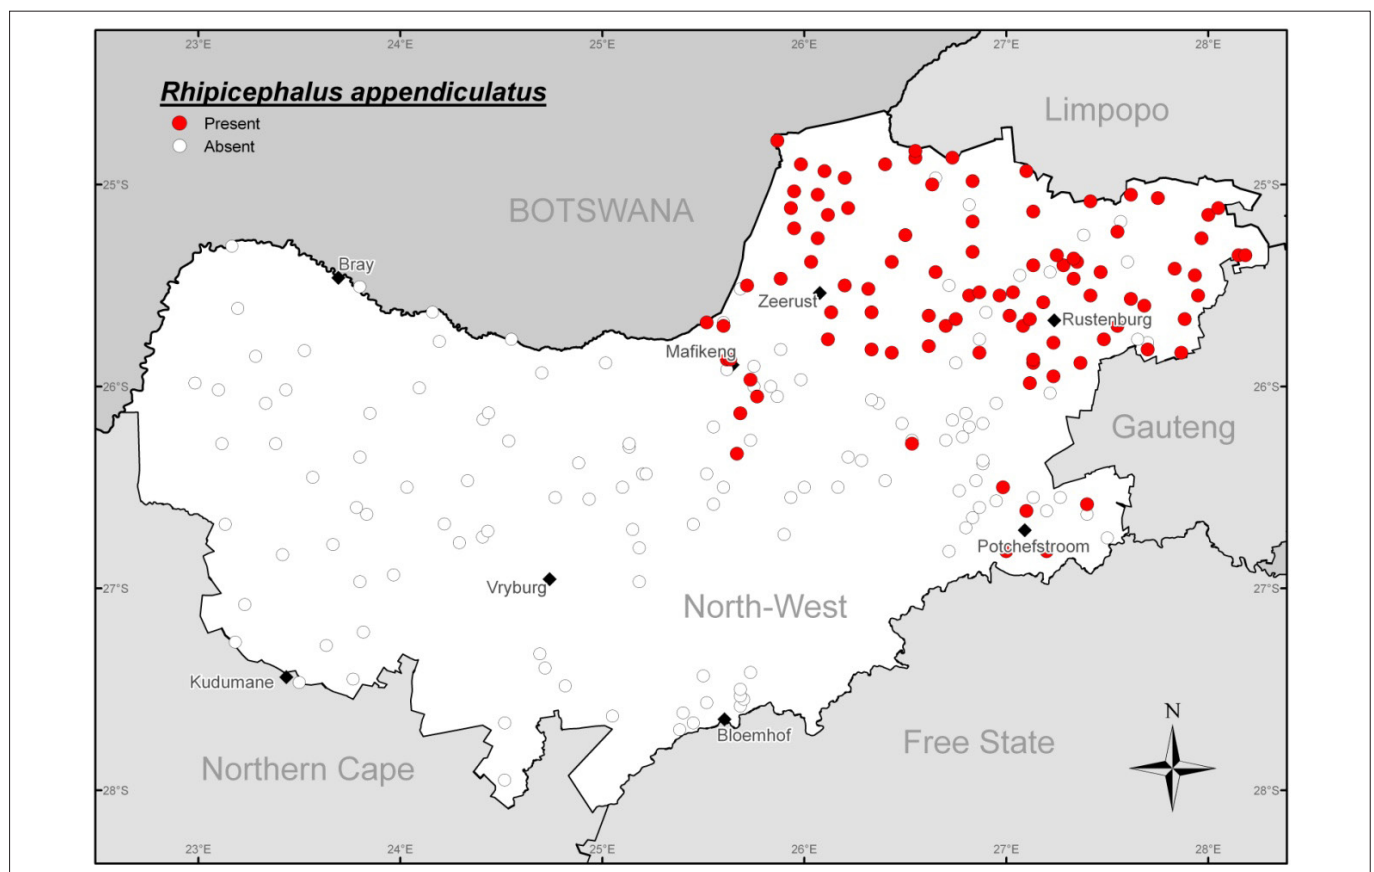 23°E 24°E 25°E 26°E 27°E 28°E
Rhipicephalus appendiculatus
Present
Absent
Limpopo
25°S 25°S
BOTSWANA
Bray
Zeerust
Rustenburg
Mafikeng
26°S 26°S
Gauteng
Potchefstroom
Vryburg
27°S 27°S
North-West
Kudumane
N
Bloemhof
Free State
Northern Cape
28°S 28°S
23°E 24°E 25°E 26°E 27°E 28°E